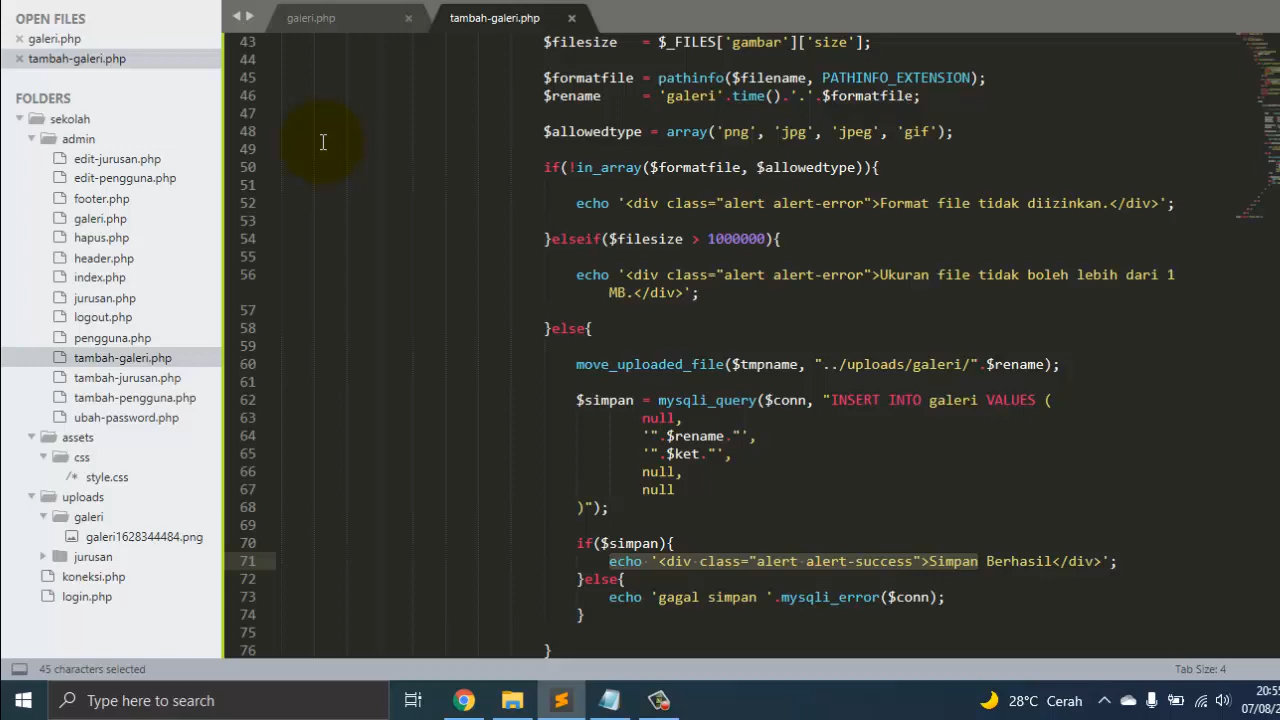 OPEN FILES
galeri.php
tambah-galeri.php
FOLDERS
sekolah
admin
edit-jurusan.php
edit-pengguna.php
footer.php
galeri.php
hapus.php
header.php
index.php
jurusan.php
logout.php
pengguna.php
tambah-galeri.php
tambah-jurusan.php
tambah-pengguna.php
ubah-password.php
assets
css
/* style.css
uploads
galeri
galeri1628344484.png
jurusan
koneksi.php
login.php
galeri.php
tambah-galeri.php
43 $filesize = $_FILES['gambar']['size'];
44
45 $formatfile = pathinfo($filename, PATHINFO_EXTENSION);
46 $rename = 'galeri'.time().'.'.$formatfile;
47
48 $allowedtype = array('png', 'jpg', 'jpeg', 'gif');
49
50 if(!in_array($formatfile, $allowedtype)){
51
52 echo '<div class="alert alert-error">Format file tidak diizinkan.</div>';
53
54 }elseif($filesize > 1000000){
55
56 echo '<div class="alert alert-error">Ukuran file tidak boleh lebih dari 1
MB.</div>';
57
58 }else{
59
60 move_uploaded_file($tmpname, "../uploads/galeri/".$rename);
61
62 $simpan = mysqli_query($conn, "INSERT INTO galeri VALUES (
63 null,
64 '".$rename."',
65 '".$ket."',
66 null,
67 null
68 )");
69
70 if($simpan){
71 echo '<div class="alert alert-success">Simpan Berhasil</div>';
72 }else{
73 echo 'gagal simpan '.mysqli_error($conn);
74 }
75
76 }
45 characters selected
Tab Size: 4
Type here to search
28°C Cerah
20:5
07/08/